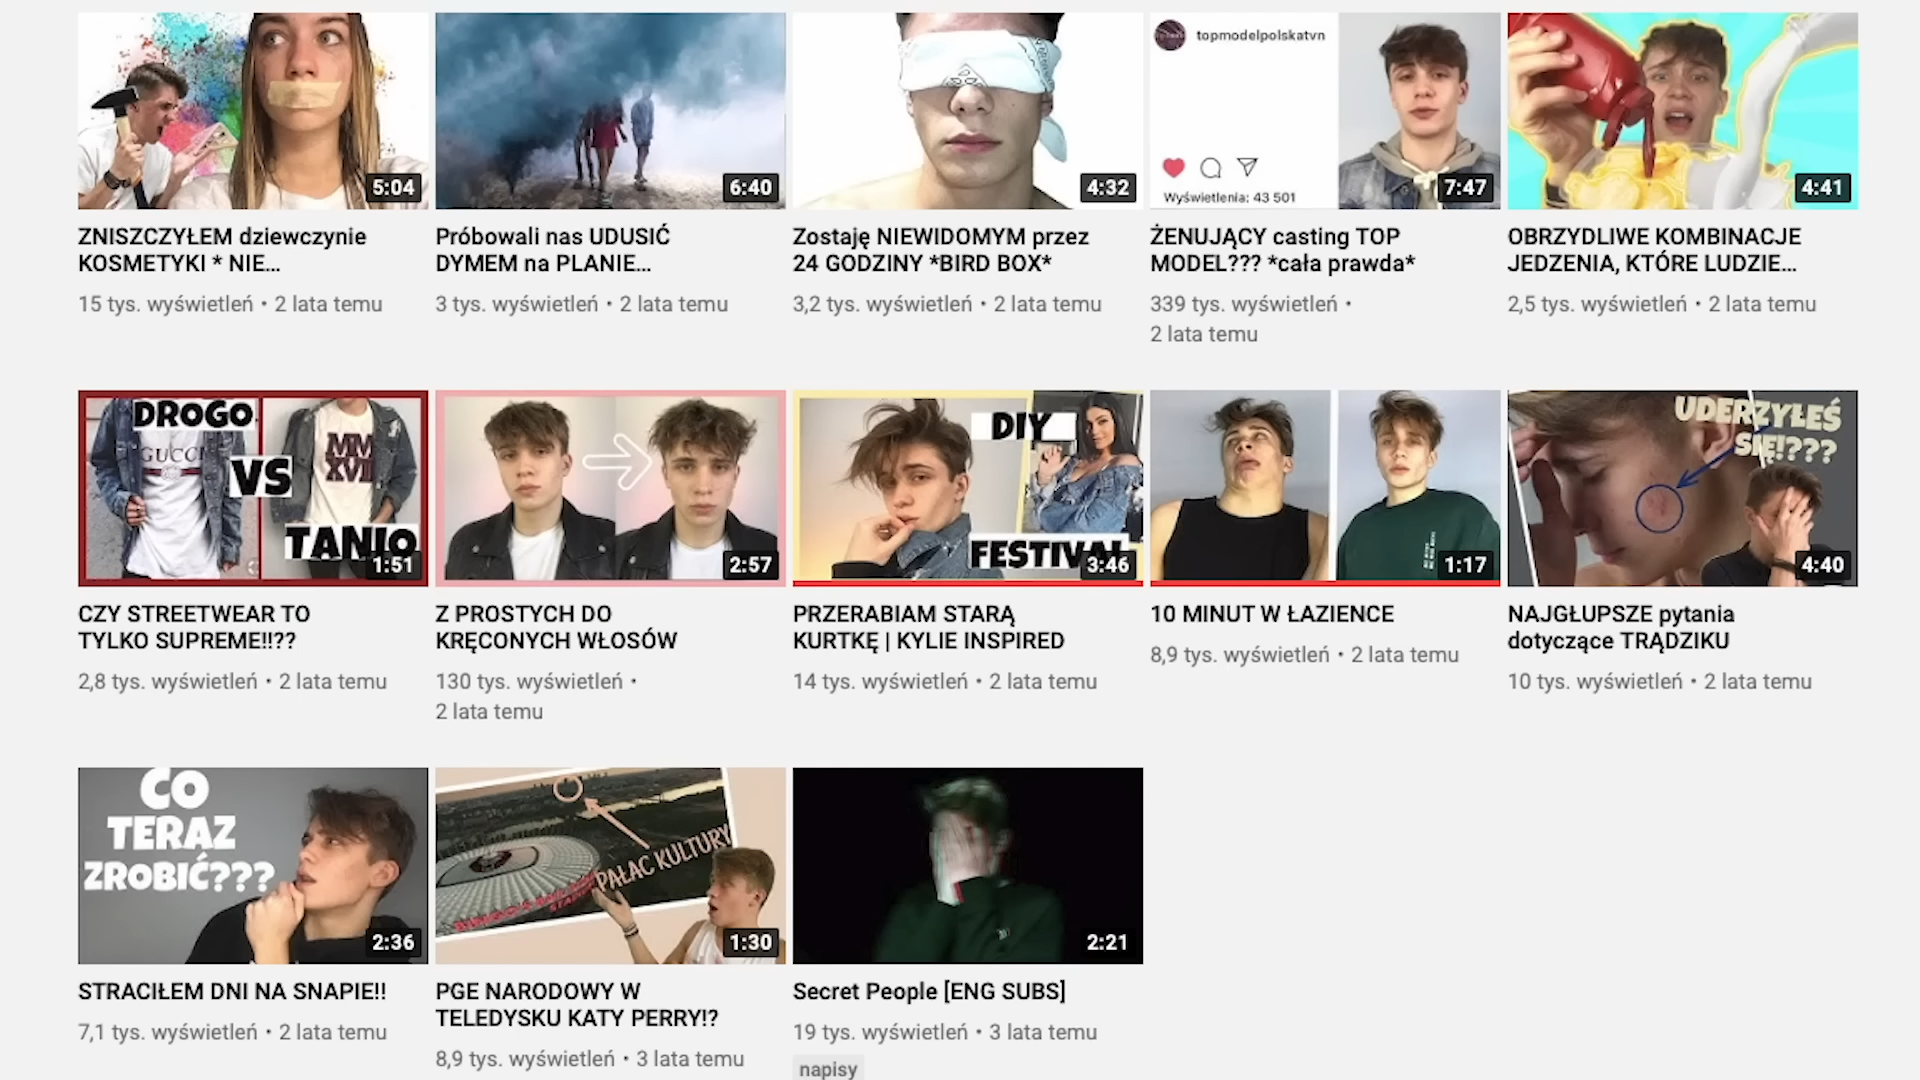 topmodelpolskatvn
Wyświetlenia: 43 501
5:04
6:40
4:32
7:47
4:41
ZNISZCZYŁEM dziewczynie
KOSMETYKI * NIE...
15 tys. wyświetleń • 2 lata temu
Próbowali nas UDUSIĆ
DYMEM na PLANIE...
3 tys. wyświetleń • 2 lata temu
Zostaję NIEWIDOMYM przez
24 GODZINY *BIRD BOX*
3,2 tys. wyświetleń • 2 lata temu
ŻENUJĄCY casting TOP
MODEL??? *cała prawda*
339 tys. wyświetleń •
2 lata temu
OBRZYDLIWE KOMBINACJE
JEDZENIA, KTÓRE LUDZIE...
2,5 tys. wyświetleń • 2 lata temu
DROGO
GUCCI
VS
MM
XVII
TANIO
1:51
2:57
DIY
FESTIVAL
3:46
1:17
UDERZYŁEŚ
SIĘ!???
4:40
CZY STREETWEAR TO
TYLKO SUPREME!!??
2,8 tys. wyświetleń • 2 lata temu
Z PROSTYCH DO
KRĘCONYCH WŁOSÓW
130 tys. wyświetleń •
2 lata temu
PRZERABIAM STARĄ
KURTKĘ | KYLIE INSPIRED
14 tys. wyświetleń • 2 lata temu
10 MINUT W ŁAZIENCE
8,9 tys. wyświetleń • 2 lata temu
NAJGŁUPSZE pytania
dotyczące TRĄDZIKU
10 tys. wyświetleń • 2 lata temu
CO
TERAZ
ZROBIĆ???
2:36
PAŁAC KULTURY
1:30
2:21
STRACIŁEM DNI NA SNAPIE!!
7,1 tys. wyświetleń • 2 lata temu
PGE NARODOWY W
TELEDYSKU KATY PERRY!?
8,9 tys. wyświetleń • 3 lata temu
Secret People [ENG SUBS]
19 tys. wyświetleń • 3 lata temu
napisy